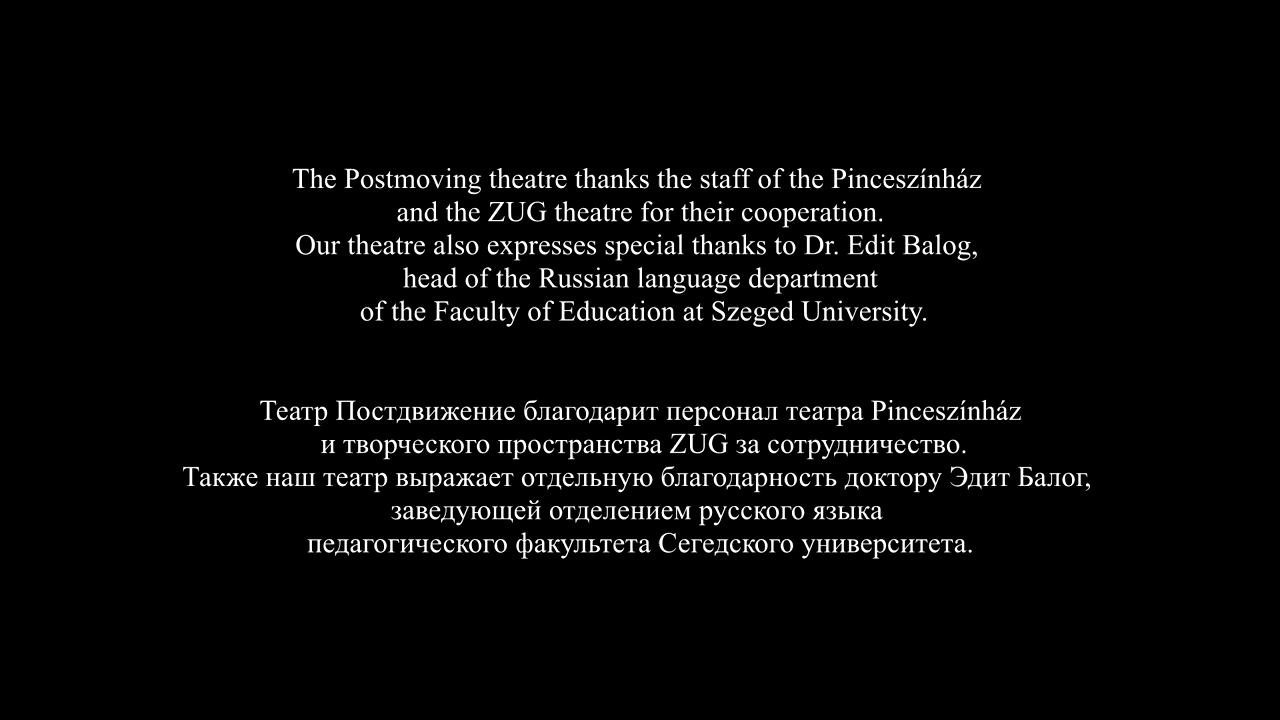 The Postmoving theatre thanks the staff of the Pinceszínház
and the ZUG theatre for their cooperation.
Our theatre also expresses special thanks to Dr. Edit Balog,
head of the Russian language department
of the Faculty of Education at Szeged University.
Театр Постдвижение благодарит персонал театра Pinceszínház
и творческого пространства ZUG за сотрудничество.
Также наш театр выражает отдельную благодарность доктору Эдит Балог,
заведующей отделением русского языка
педагогического факультета Сегедского университета.